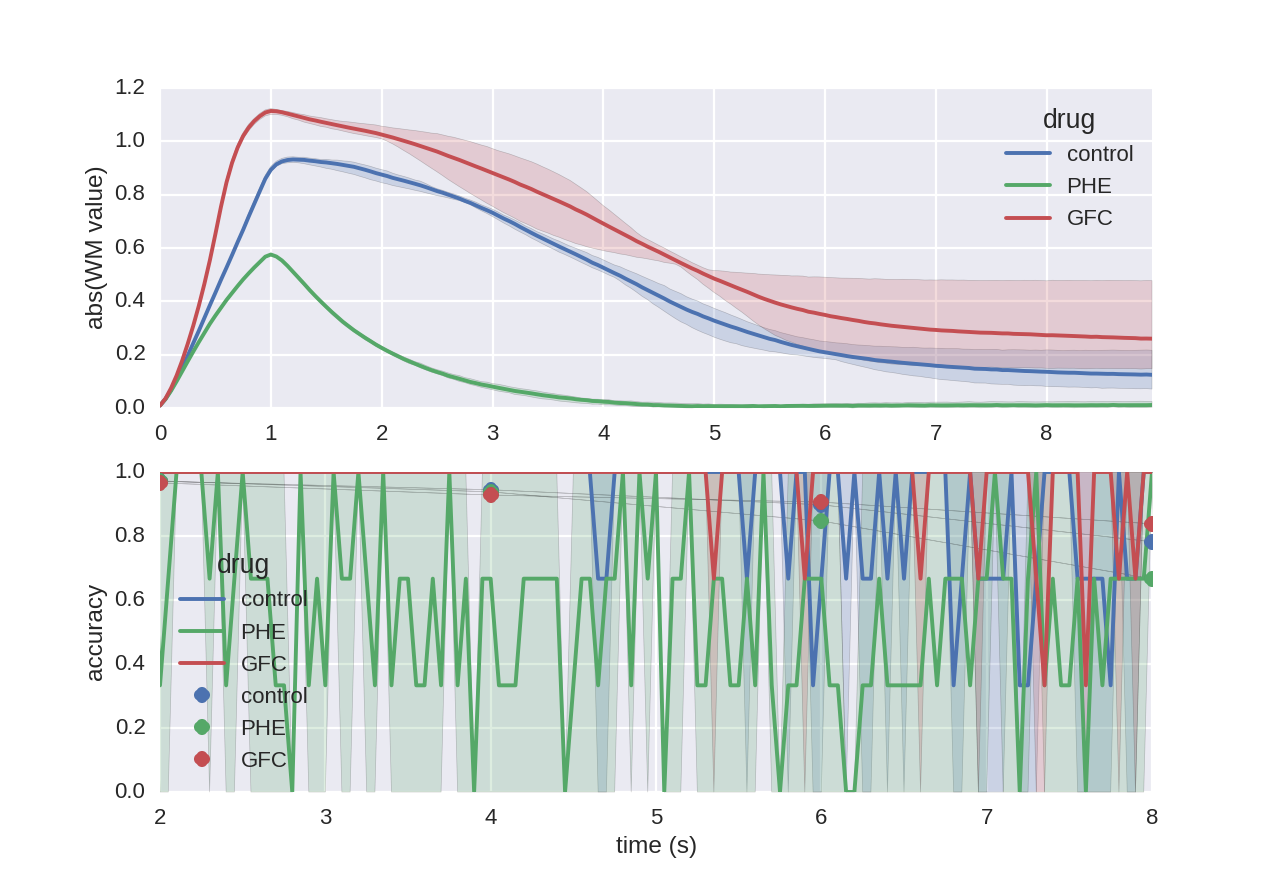 1.2
1.0
0.8
0.6
0.4
0.2
0.0
abs(WM value)
drug
control
PHE
GFC
0 1 2 3 4 5 6 7 8
1.0
0.8
0.6
0.4
0.2
0.0
accuracy
drug
control
PHE
GFC
control
PHE
GFC
2 3 4 5 6 7 8
time (s)